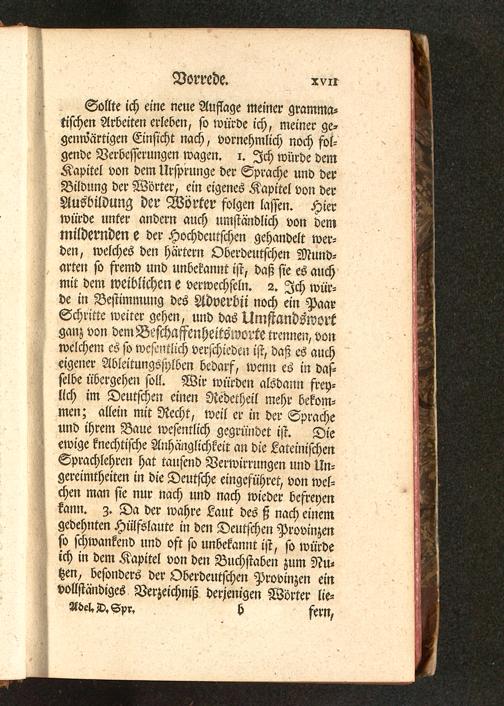 Vorrede. XVII
Sollte ich eine neue Auflage meiner gramma-
tischen Arbeiten erleben, so würde ich, meiner ge-
genwärtigen Einsicht nach, vornehmlich noch fol-
gende Verbesserungen wagen. 1. Ich würde dem
Kapitel von dem Ursprunge der Sprache und der
Bildung der Wörter, ein eigenes Kapitel von der
Ausbildung der Wörter folgen lassen. Hier
würde unter andern auch umständlich von dem
mildernden e der Hochdeutschen gehandelt wer-
den, welches den härtern Oberdeutschen Mund-
arten so fremd und unbekannt ist, daß sie es auch
mit dem weiblichen e verwechseln. 2. Ich wür-
de in Bestimmung des Adverbii noch ein Paar
Schritte weiter gehen, und das Umstandswort
ganz von dem Beschaffenheitsworte trennen, von
welchem es so wesentlich verschieden ist, daß es auch
eigener Ableitungssylben bedarf, wenn es in das-
selbe übergehen soll. Wir würden alsdann frey-
lich im Deutschen einen Redetheil mehr bekom-
men; allein mit Recht, weil er in der Sprache
und ihrem Baue wesentlich gegründet ist. Die
ewige knechtische Anhänglichkeit an die Lateinischen
Sprachlehren hat tausend Verwirrungen und Un-
gereimtheiten in die Deutsche eingeführet, von wel-
chen man sie nur nach und nach wieder befreyen
kann. 3. Da der wahre Laut des ß nach einem
gedehnten Hülfslaute in den Deutschen Provinzen
so schwankend und oft so unbekannt ist, so würde
ich in dem Kapitel von den Buchstaben zum Nu-
tzen, besonders der Oberdeutschen Provinzen ein
vollständiges Verzeichniß derjenigen Wörter lie-
Adel. D. Spr. b fern,